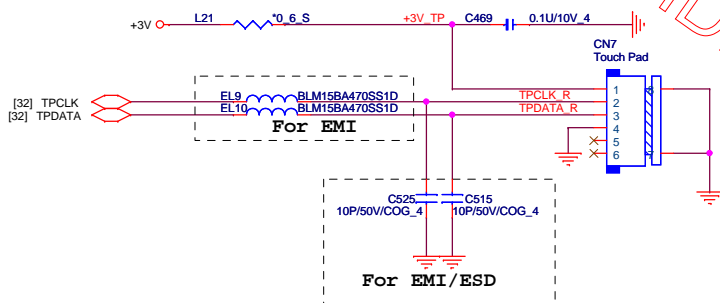 +3V L21 *0_6_S +3V_TP C469 0.1U/10V_4
CN7
Touch Pad
[32] TPCLK EL9 BLM15BA470SS1D TPCLK_R
[32] TPDATA EL10 BLM15BA470SS1D TPDATA_R
For EMI
1
2
3
4
5
6
8
7
C525 C515
10P/50V/COG_4 10P/50V/COG_4
For EMI/ESD